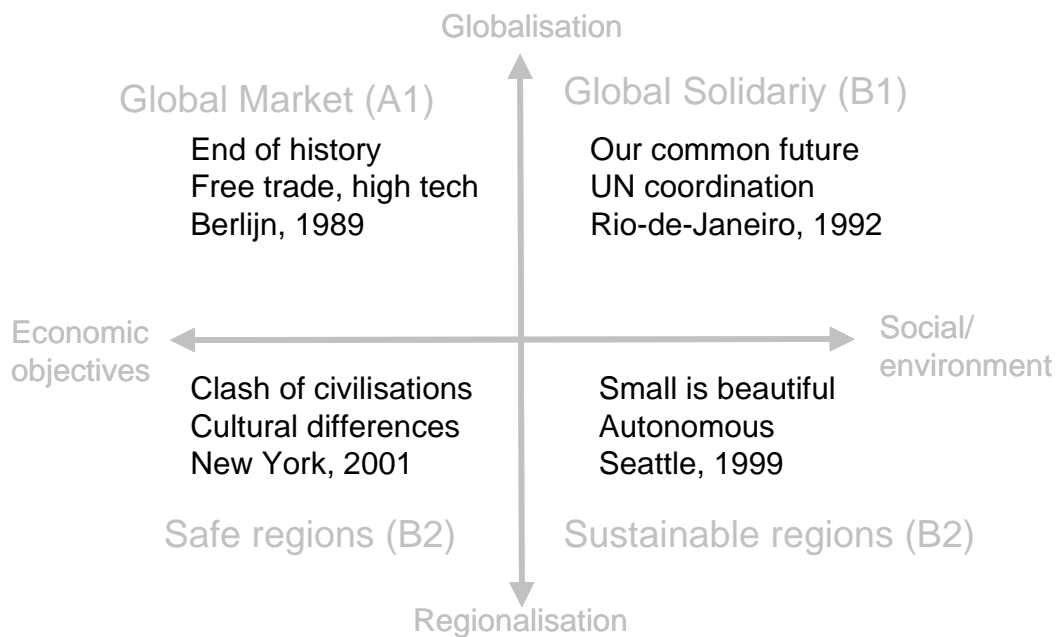 Globalisation
Global Market (A1)
End of history
Free trade, high tech
Berlijn, 1989
Global Solidariy (B1)
Our common future
UN coordination
Rio-de-Janeiro, 1992
Economic
objectives
Social/
environment
Clash of civilisations
Cultural differences
New York, 2001
Safe regions (B2)
Small is beautiful
Autonomous
Seattle, 1999
Sustainable regions (B2)
Regionalisation